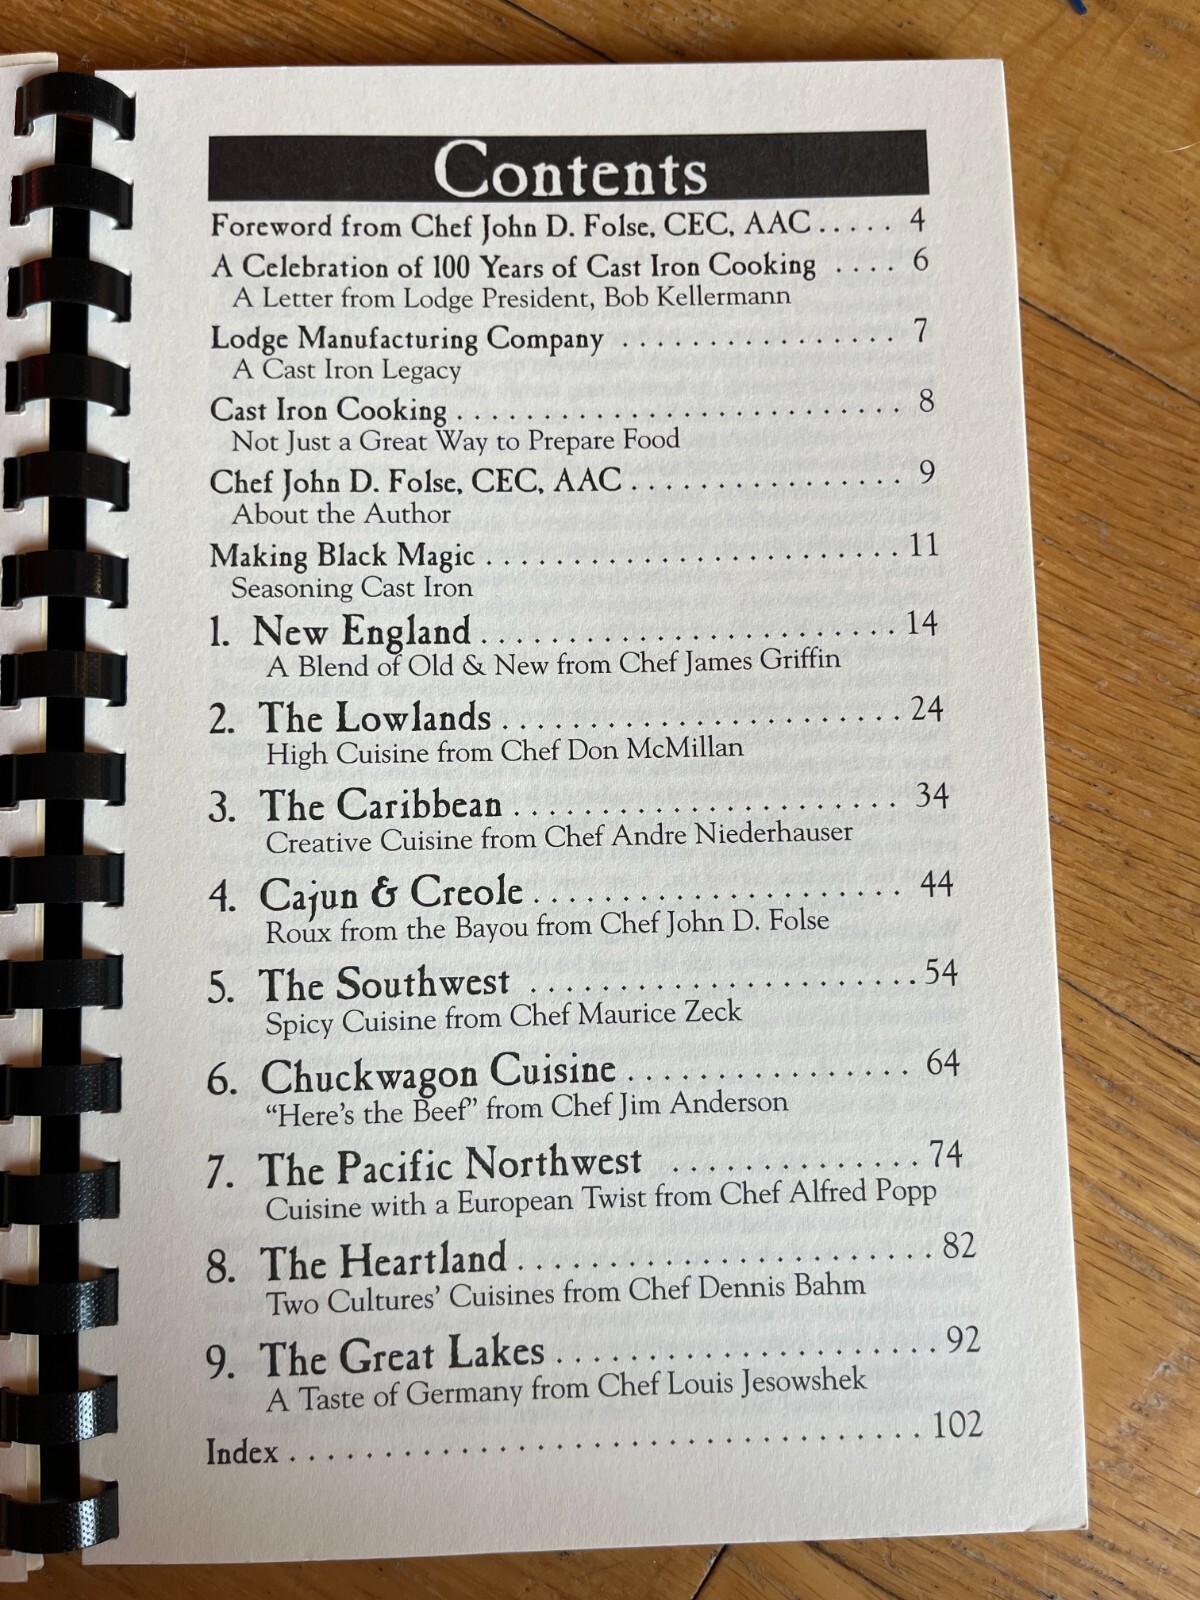 Contents
Foreword from Chef John D. Folse, CEC, AAC ..... 4
A Celebration of 100 Years of Cast Iron Cooking .... 6
A Letter from Lodge President, Bob Kellermann
Lodge Manufacturing Company ............... 7
A Cast Iron Legacy
Cast Iron Cooking ......................... 8
Not Just a Great Way to Prepare Food
Chef John D. Folse, CEC, AAC ............... 9
About the Author
Making Black Magic ....................... 11
Seasoning Cast Iron
1. New England ........................ 14
A Blend of Old & New from Chef James Griffin
2. The Lowlands ....................... 24
High Cuisine from Chef Don McMillan
3. The Caribbean ...................... 34
Creative Cuisine from Chef Andre Niederhauser
4. Cajun & Creole ..................... 44
Roux from the Bayou from Chef John D. Folse
5. The Southwest ...................... 54
Spicy Cuisine from Chef Maurice Zeck
6. Chuckwagon Cuisine ................ 64
“Here's the Beef” from Chef Jim Anderson
7. The Pacific Northwest .............. 74
Cuisine with a European Twist from Chef Alfred Popp
8. The Heartland ....................... 82
Two Cultures' Cuisines from Chef Dennis Bahm
9. The Great Lakes ..................... 92
A Taste of Germany from Chef Louis Jesowshek
Index ................................... 102